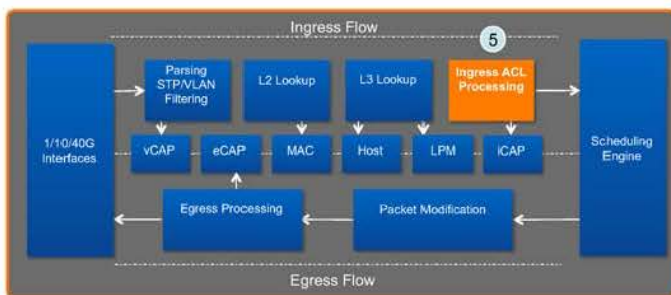 Ingress Flow
5
Parsing
STP/VLAN
Filtering
L2 Lookup
L3 Lookup
Ingress ACL
Processing
1/10/40G
Interfaces
vCAP
eCAP
MAC
Host
LPM
iCAP
Scheduling
Engine
Egress Processing
Packet Modification
Egress Flow